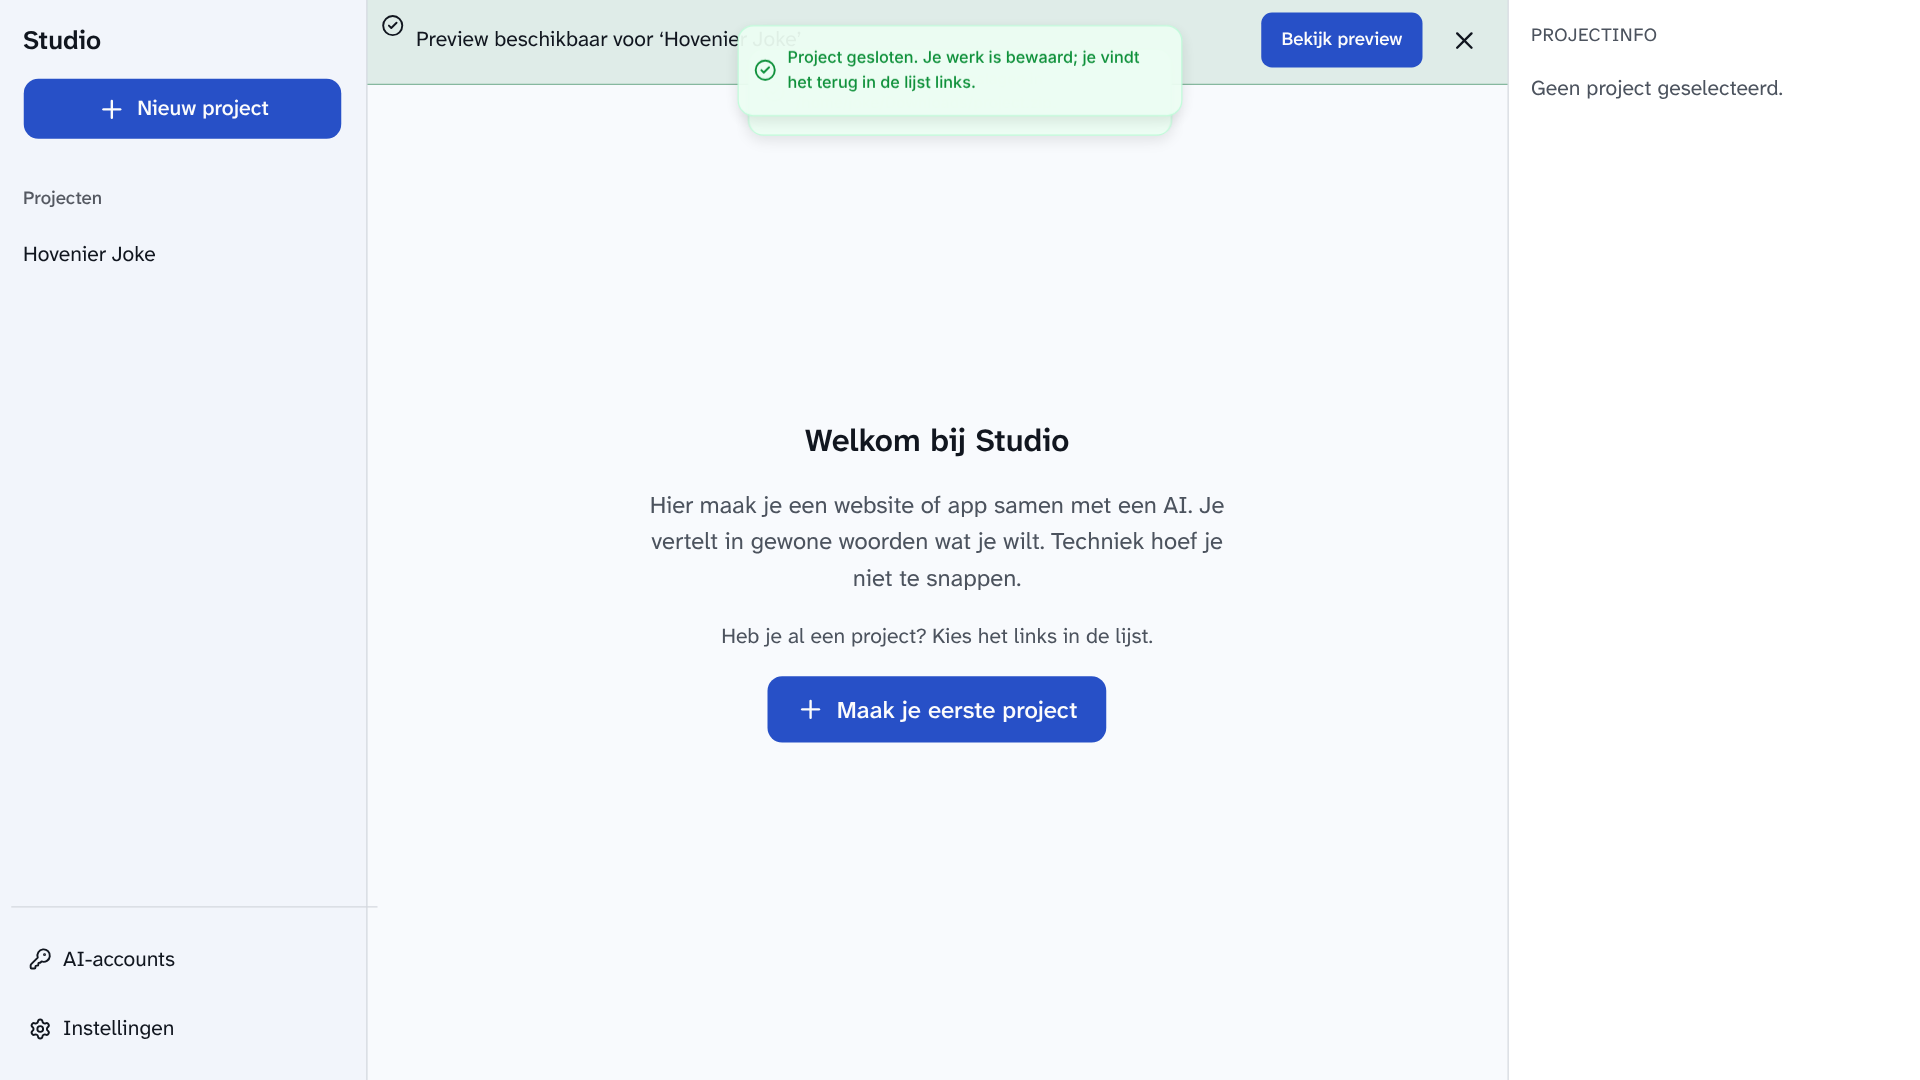 Studio
Nieuw project
Projecten
Hovenier Joke
AI-accounts
Instellingen
Preview beschikbaar voor ‘Hovenier Joke’
Project gesloten. Je werk is bewaard; je vindt
het terug in de lijst links.
Bekijk preview
Welkom bij Studio
Hier maak je een website of app samen met een AI. Je
vertelt in gewone woorden wat je wilt. Techniek hoef je
niet te snappen.
Heb je al een project? Kies het links in de lijst.
Maak je eerste project
PROJECTINFO
Geen project geselecteerd.